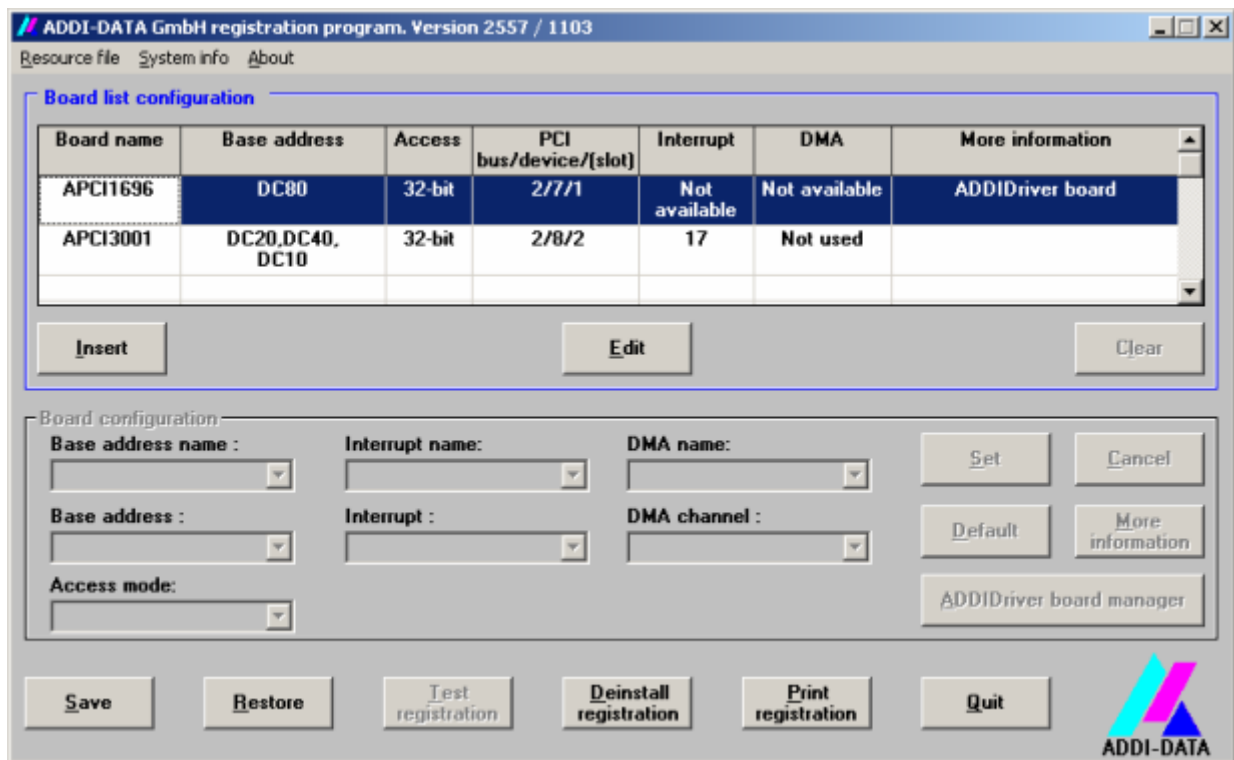 ADDI-DATA GmbH registration program. Version 2557 / 1103
Resource file System info About
Board list configuration
Board name Base address Access PCI bus/device/(slot) Interrupt DMA More information
APCI1696 DC80 32-bit 2/7/1 Not available Not available ADDIDriver board
APCI3001 DC20,DC40, DC10 32-bit 2/8/2 17 Not used
Insert Edit Clear
Board configuration
Base address name : Interrupt name: DMA name:
Set Cancel
Base address : Interrupt : DMA channel :
Default More information
Access mode:
ADDIDriver board manager
Save Restore Test registration Deinstall registration Print registration Quit
ADDI-DATA